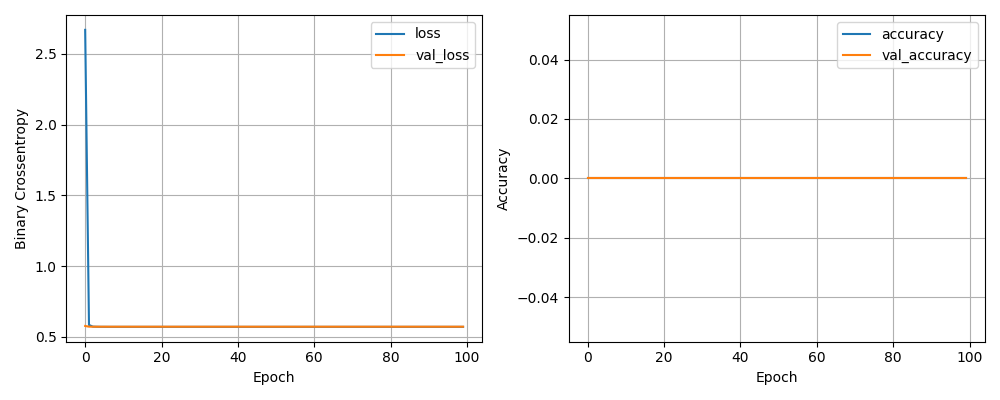 loss
val_loss
2.5
2.0
1.5
1.0
0.5
0 20 40 60 80 100
Epoch
Binary Crossentropy
accuracy
val_accuracy
0.04
0.02
0.00
−0.02
−0.04
0 20 40 60 80 100
Epoch
Accuracy